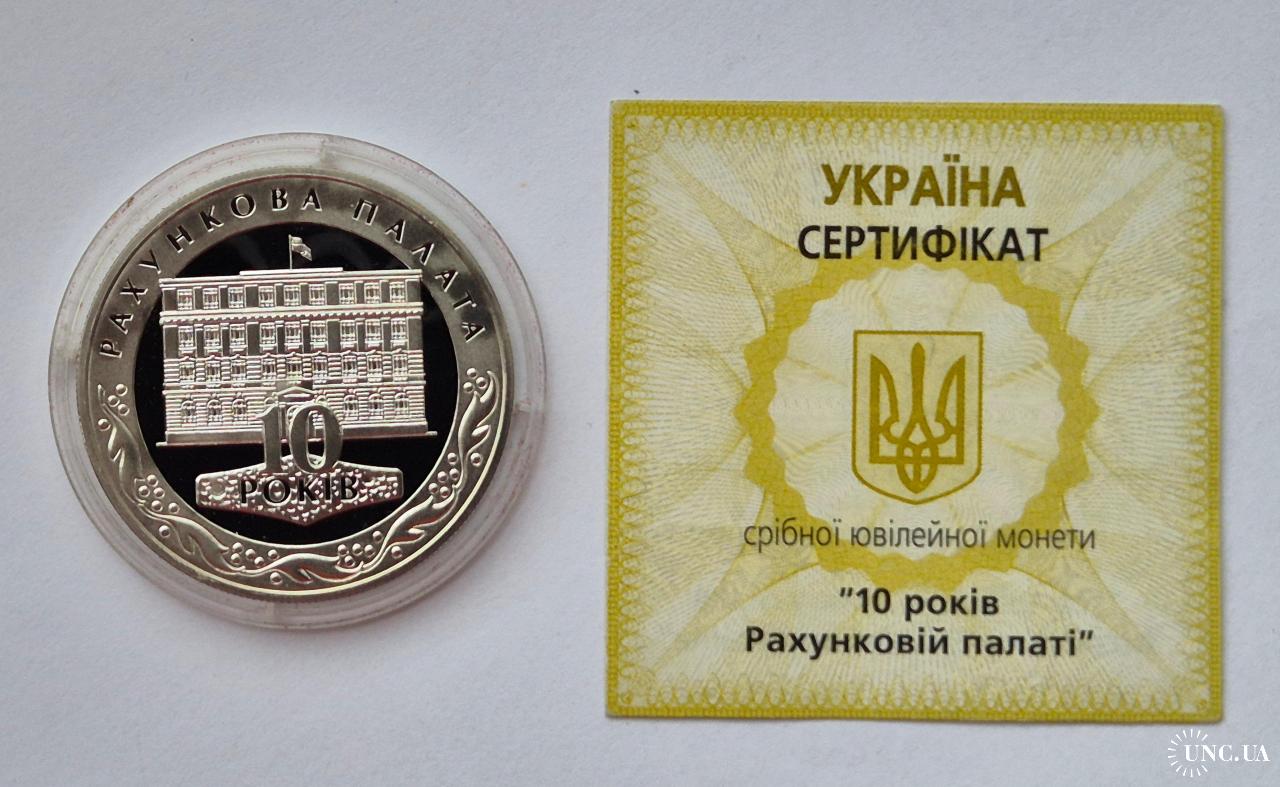 РАХУНКОВА ПАЛАТА
10
РОКІВ
УКРАЇНА
СЕРТИФІКАТ
срібної ювілейної монети
"10 років
Рахунковій палаті"
UNC.UA